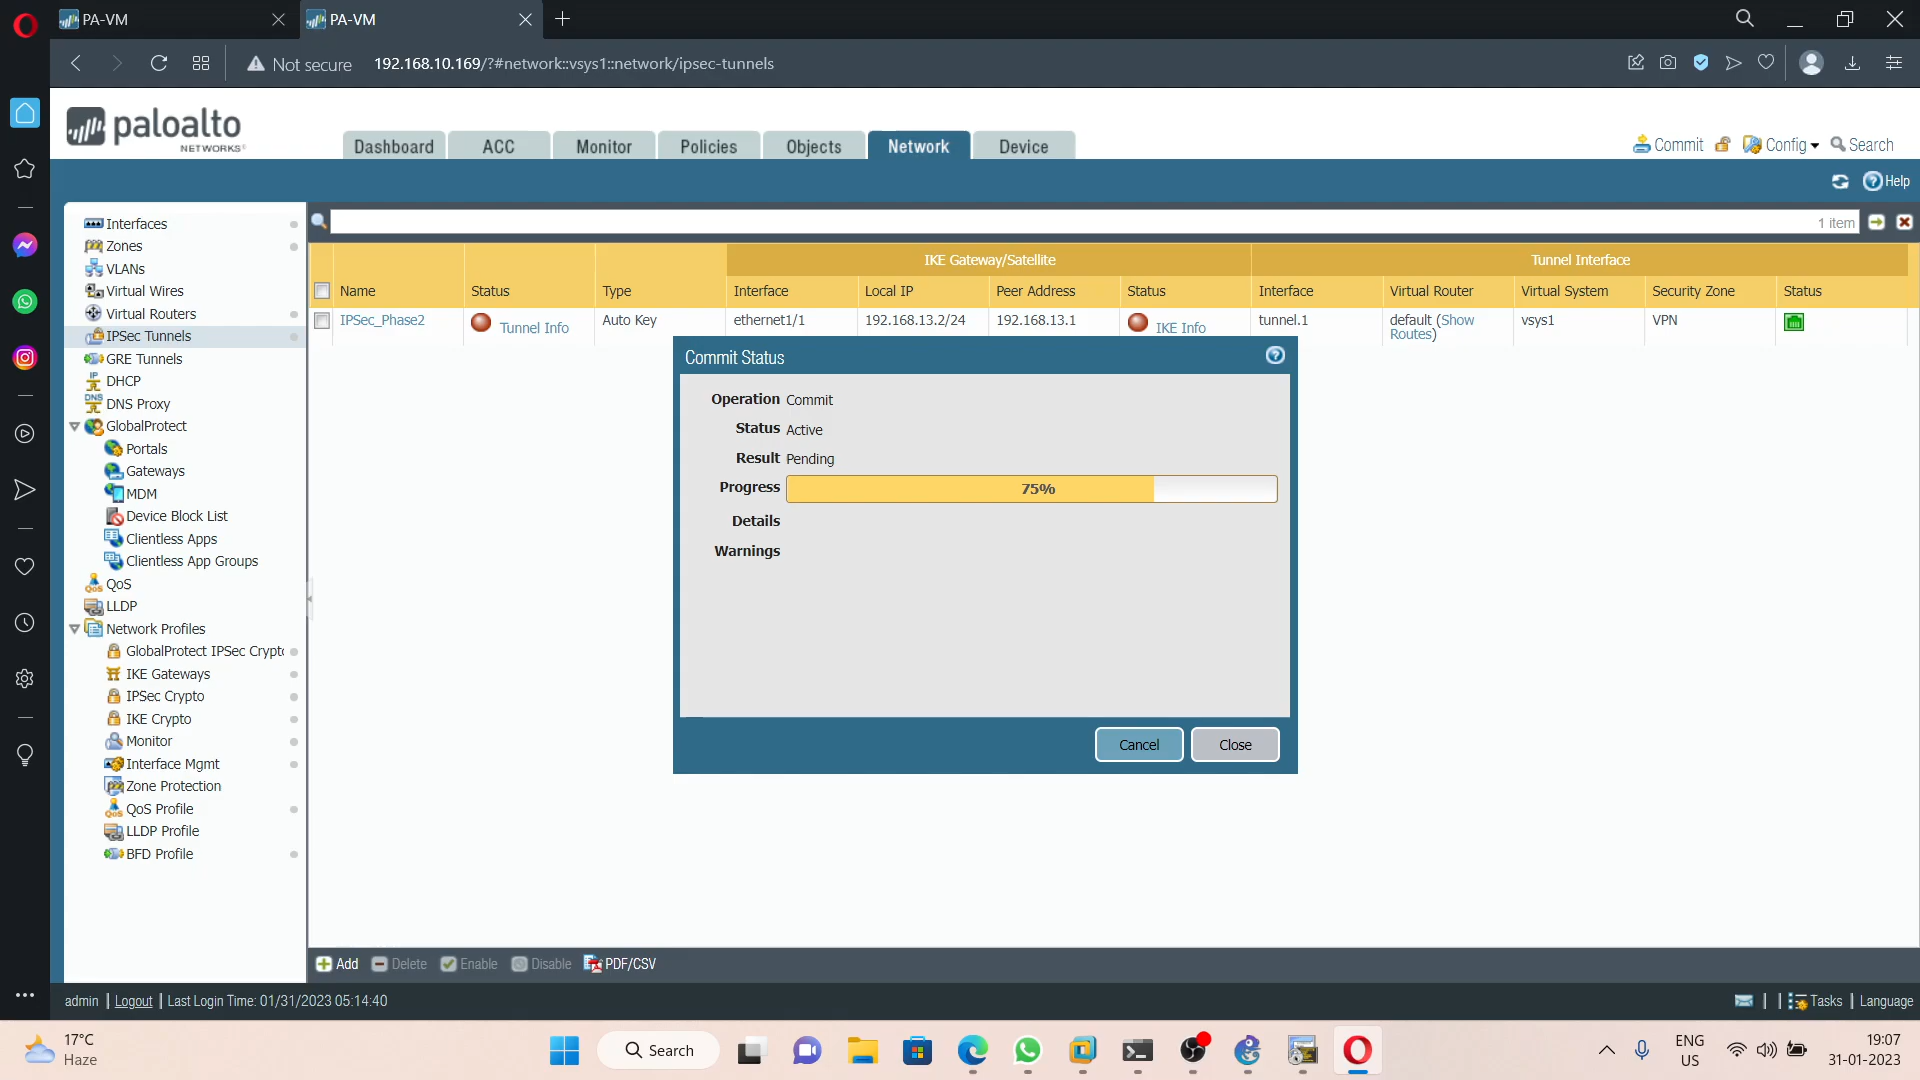 PA-VM
PA-VM
Not secure 192.168.10.169/?#network::vsys1::network/ipsec-tunnels
paloalto
NETWORKS
Dashboard ACC Monitor Policies Objects Network Device
Commit Config Search
Help
Interfaces
Zones
VLANs
Virtual Wires
Virtual Routers
IPSec Tunnels
GRE Tunnels
DHCP
DNS Proxy
GlobalProtect
Portals
Gateways
MDM
Device Block List
Clientless Apps
Clientless App Groups
QoS
LLDP
Network Profiles
GlobalProtect IPSec Crypto
IKE Gateways
IPSec Crypto
IKE Crypto
Monitor
Interface Mgmt
Zone Protection
QoS Profile
LLDP Profile
BFD Profile
1 item
IKE Gateway/Satellite Tunnel Interface
Name Status Type Interface Local IP Peer Address Status Interface Virtual Router Virtual System Security Zone Status
IPSec_Phase2 Tunnel Info Auto Key ethernet1/1 192.168.13.2/24 192.168.13.1 IKE Info tunnel.1 default (Show vsys1 VPN
Routes)
Commit Status
Operation Commit
Status Active
Result Pending
Progress 75%
Details
Warnings
Cancel Close
Add Delete Enable Disable PDF/CSV
admin | Logout | Last Login Time: 01/31/2023 05:14:40
Tasks | Language
17°C
Haze
Search
ENG
US
19:07
31-01-2023